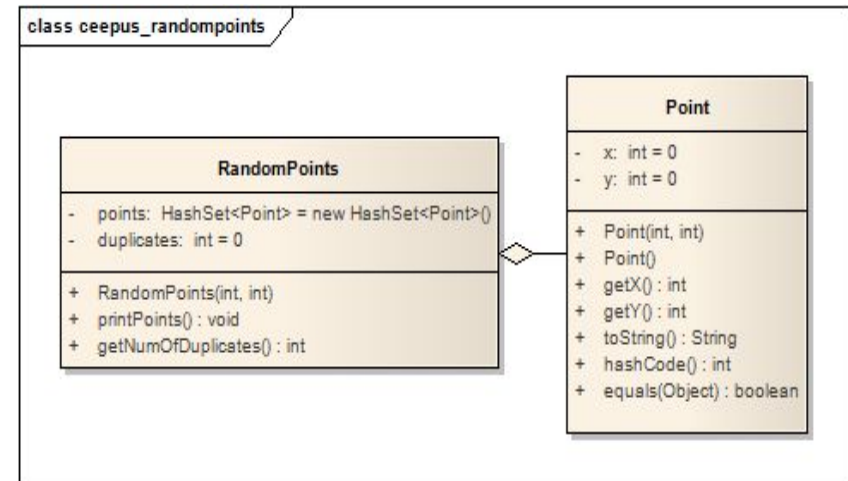 class ceepus_randompoints
RandomPoints
- points: HashSet<Point> = new HashSet<Point>()
- duplicates: int = 0
+ RandomPoints(int, int)
+ printPoints() : void
+ getNumOfDuplicates() : int
Point
- x: int = 0
- y: int = 0
+ Point(int, int)
+ Point()
+ getX() : int
+ getY() : int
+ toString() : String
+ hashCode() : int
+ equals(Object) : boolean